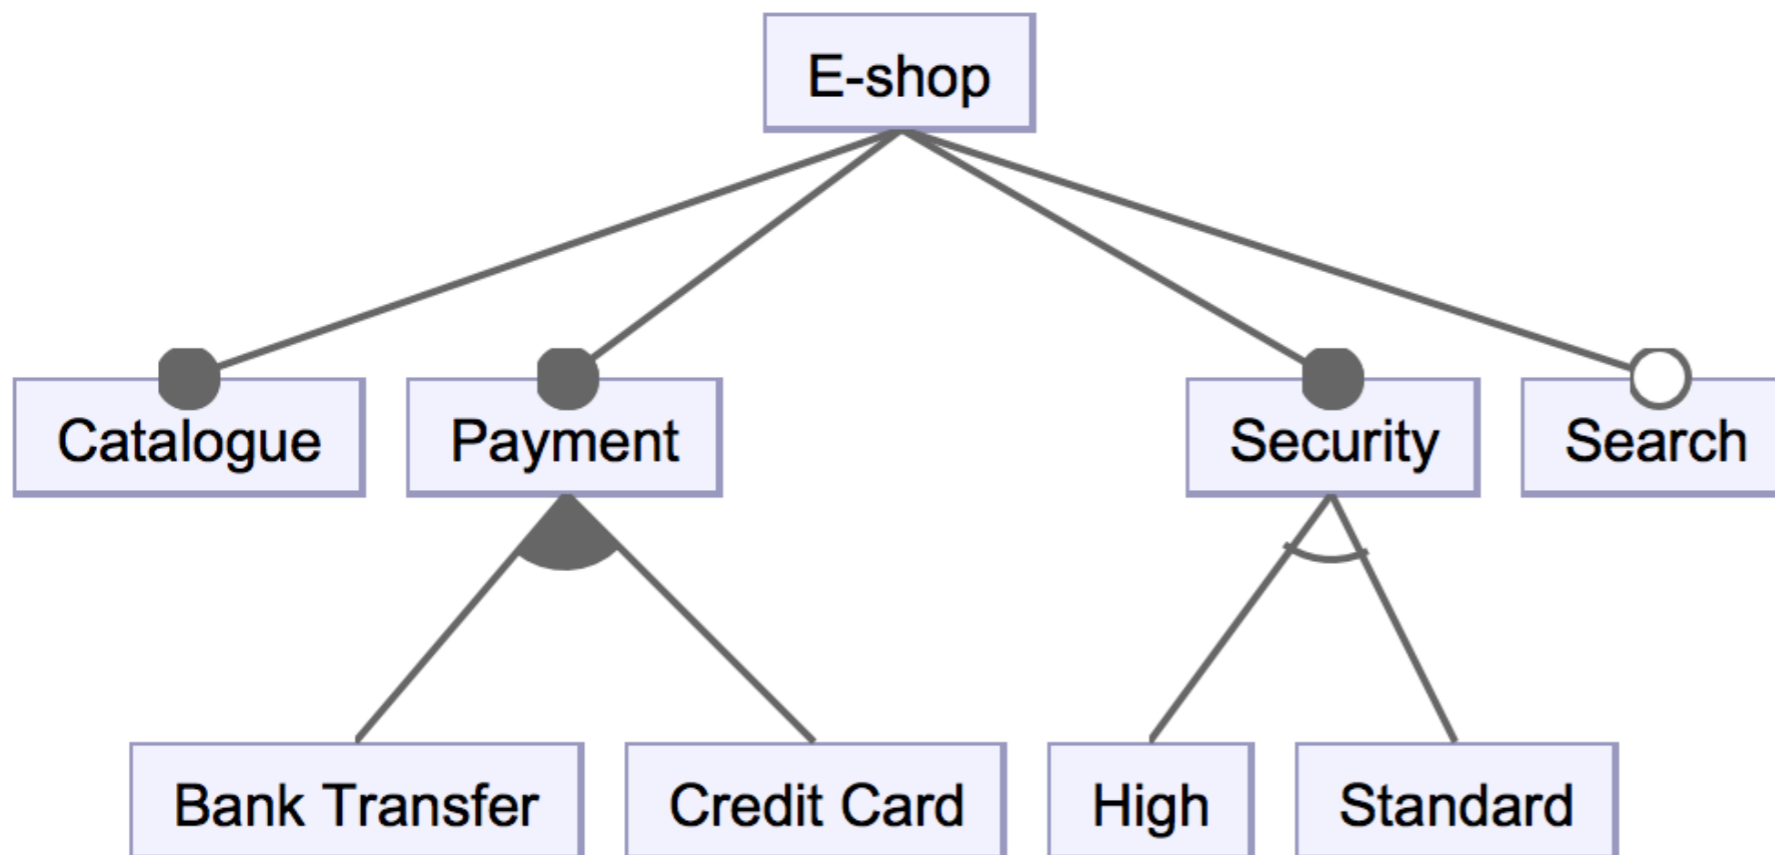 E-shop
Catalogue
Payment
Security
Search
Bank Transfer
Credit Card
High
Standard